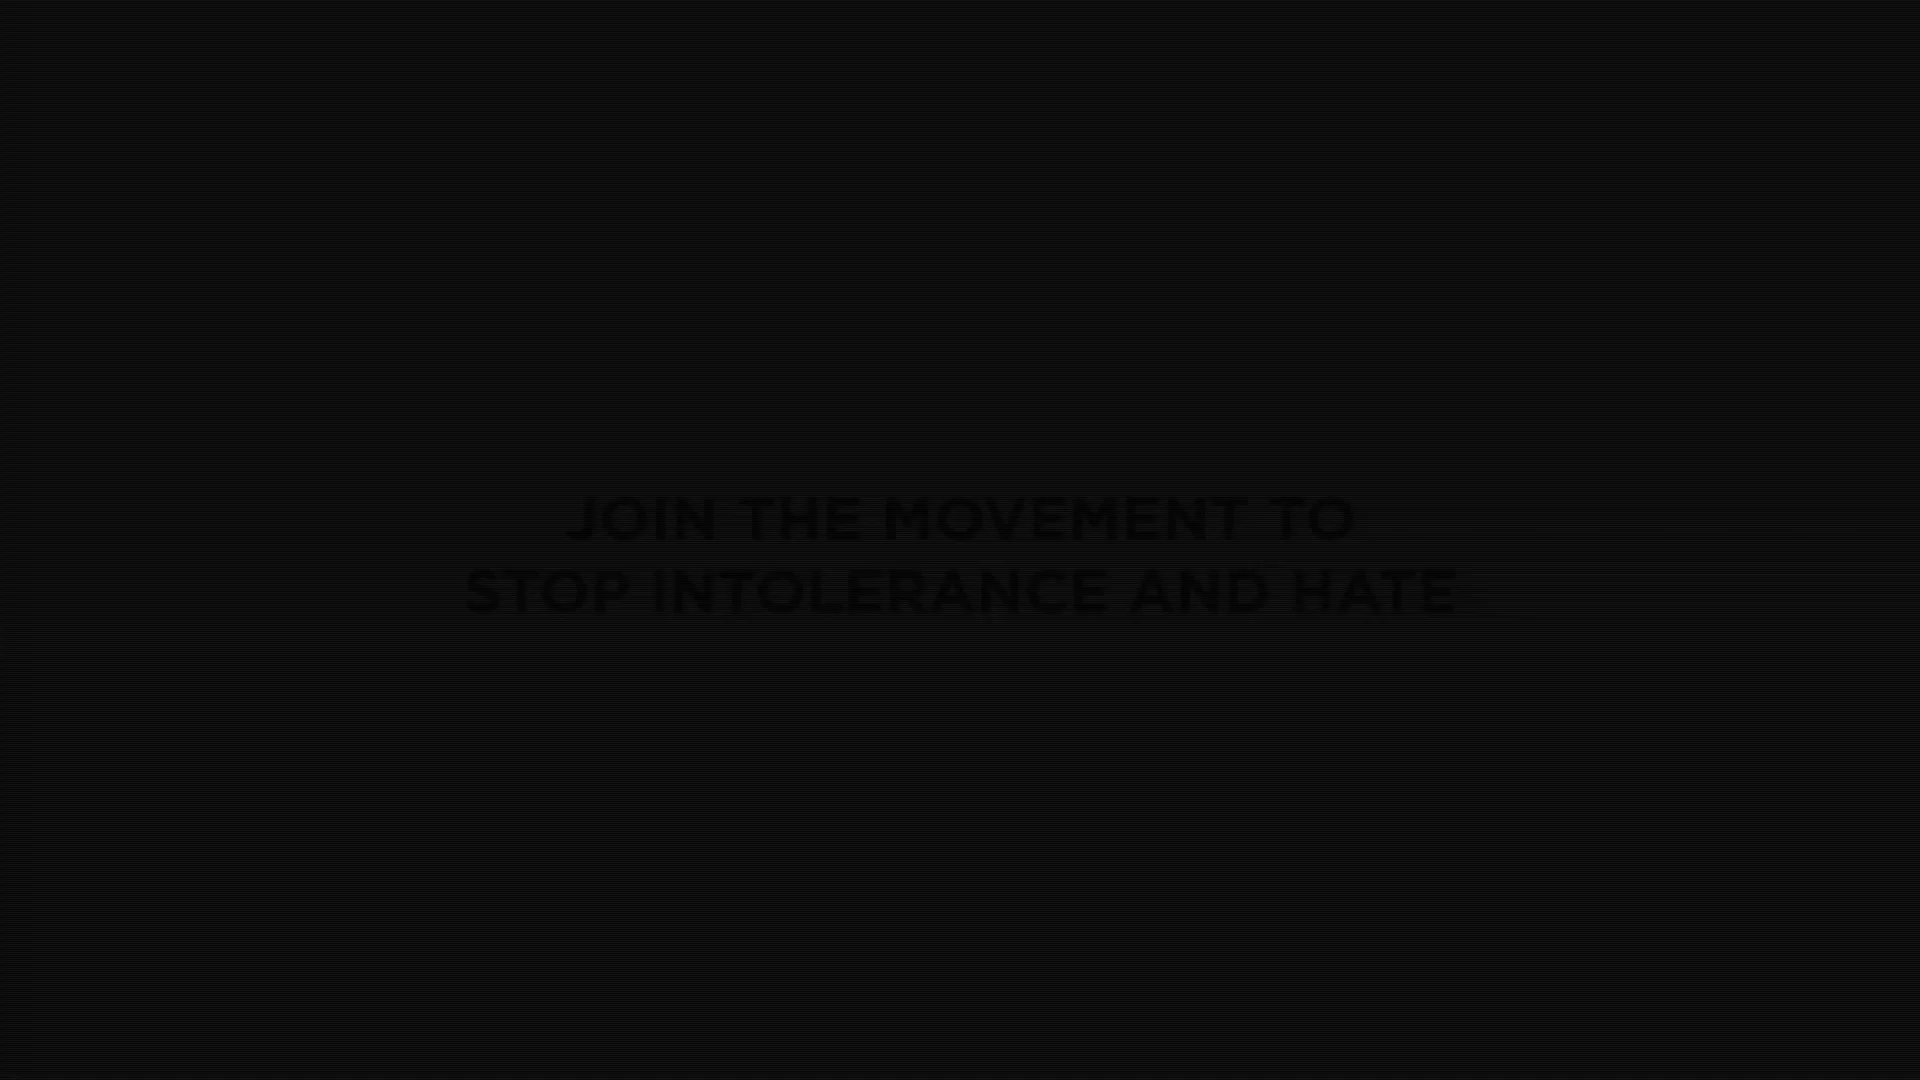 JOIN THE MOVEMENT TO
STOP INTOLERANCE AND HATE